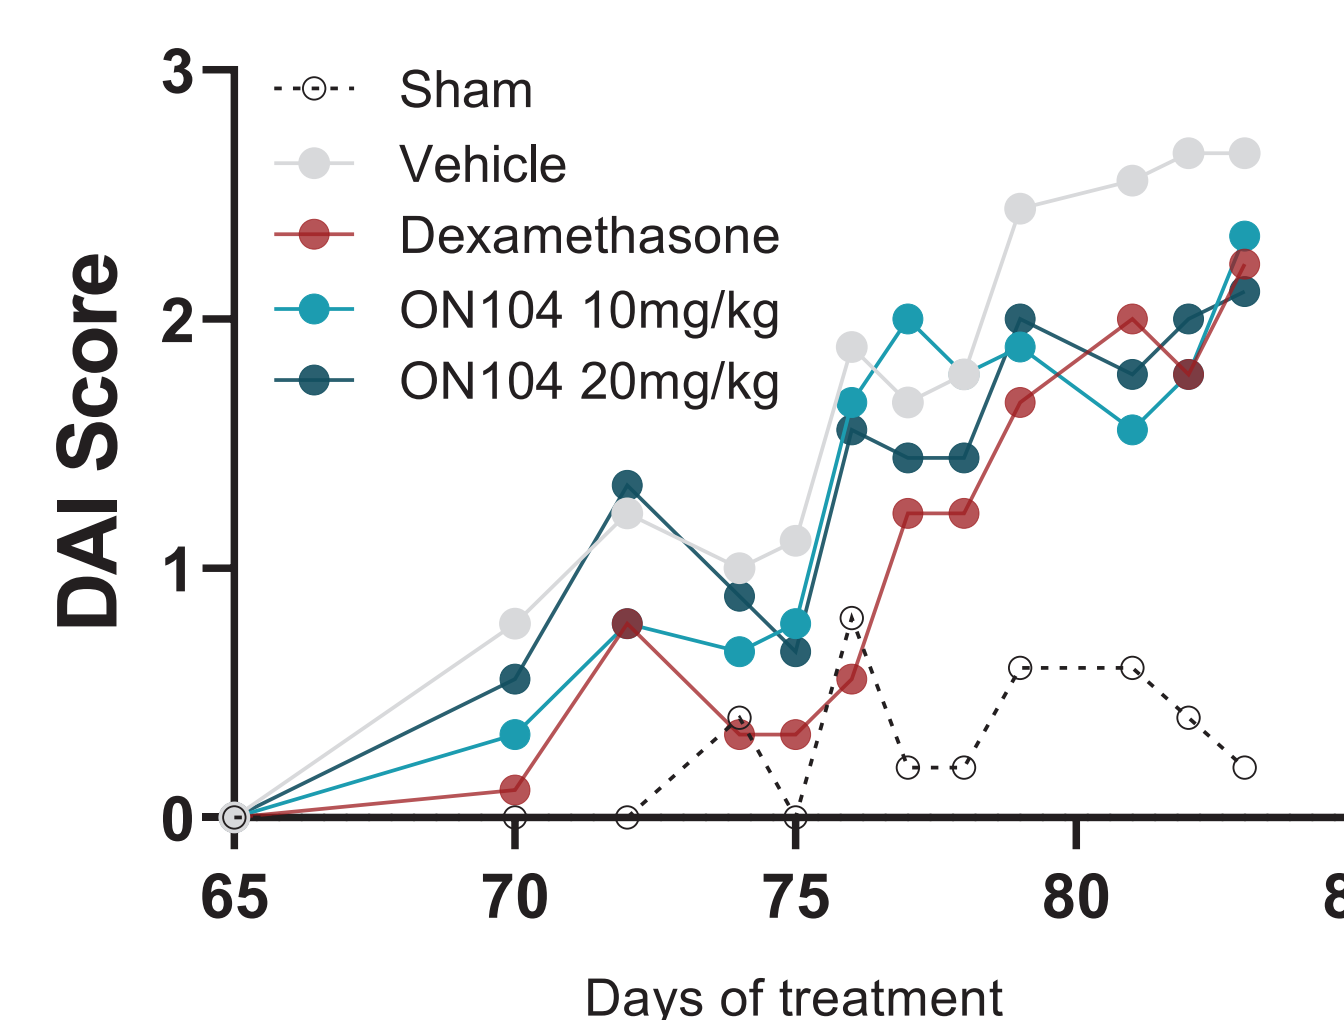 3
Sham
Vehicle
Dexamethasone
ON104 10mg/kg
ON104 20mg/kg
2
1
0
DAI Score
65 70 75 80 8
Days of treatment